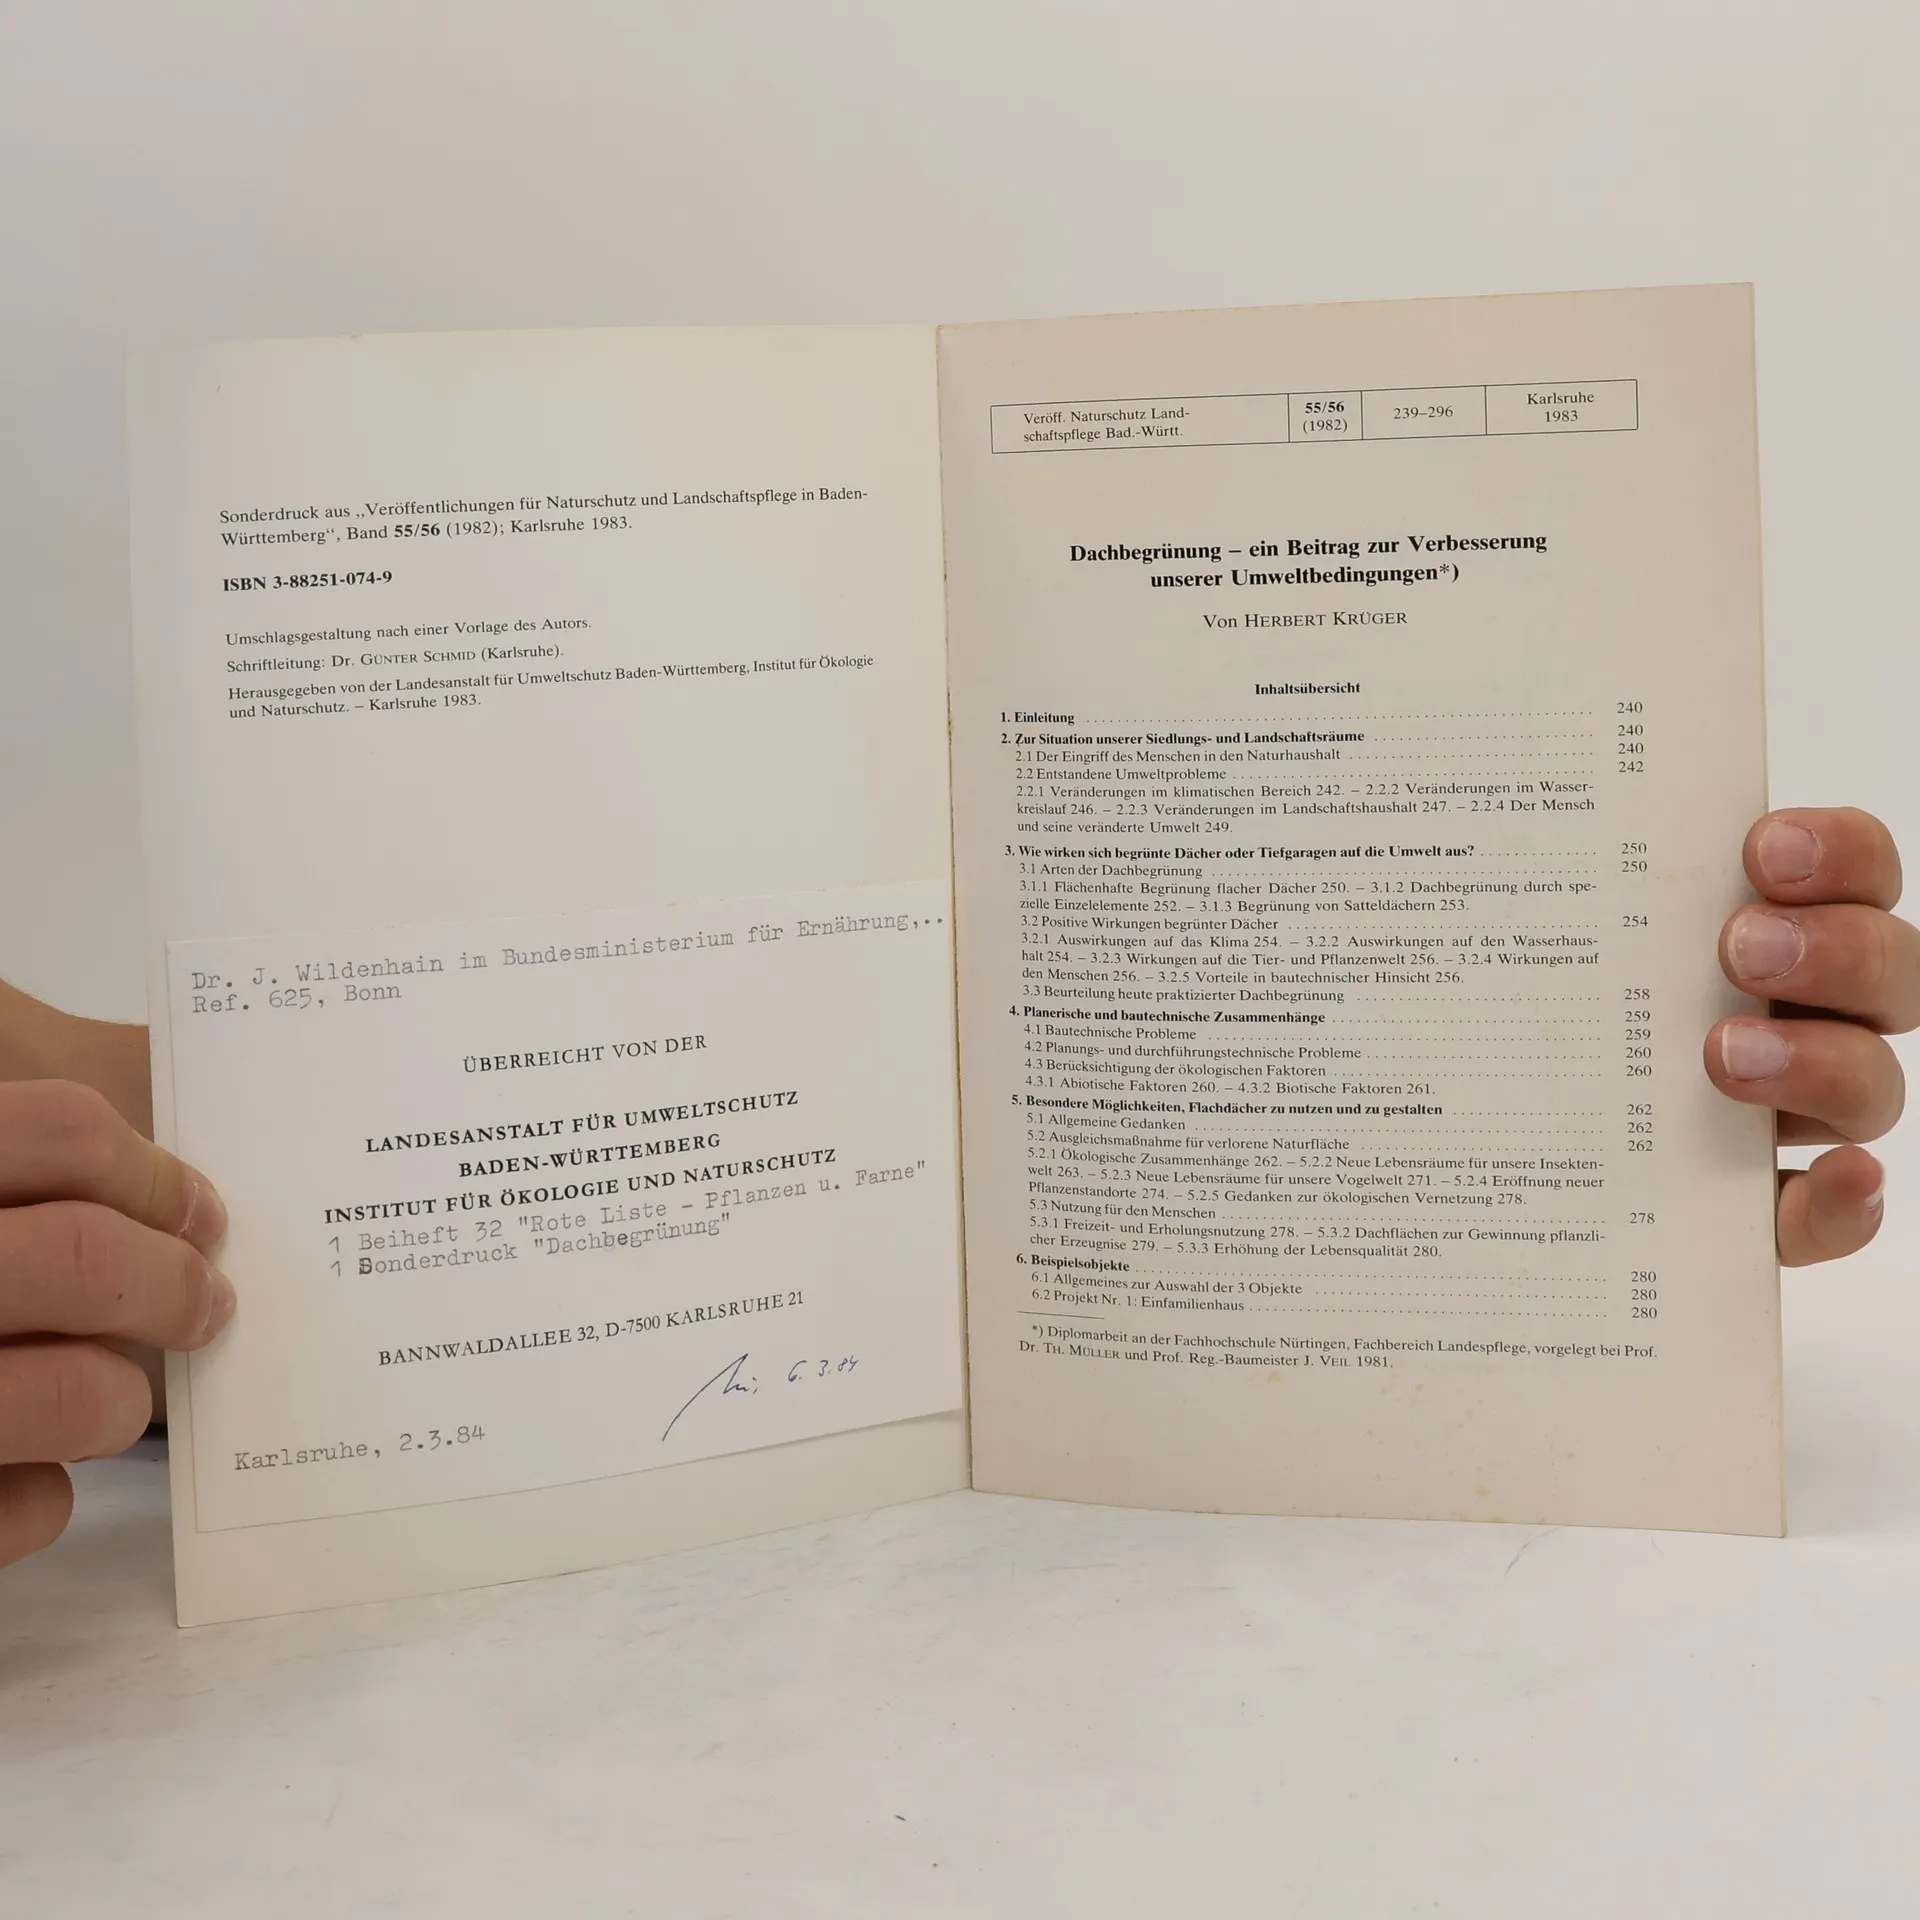 Sonderdruck aus „Veröffentlichungen für Naturschutz und Landschaftspflege in Baden-
Württemberg“, Band 55/56 (1982); Karlsruhe 1983.
ISBN 3-88251-074-9
Umschlagsgestaltung nach einer Vorlage des Autors.
Schriftleitung: Dr. GÜNTER SCHMID (Karlsruhe).
Herausgegeben von der Landesanstalt für Umweltschutz Baden-Württemberg, Institut für Ökologie
und Naturschutz. – Karlsruhe 1983.
Dr. J. Wildenhain im Bundesministerium für Ernährung,..
Ref. 625, Bonn
ÜBERREICHT VON DER
LANDESANSTALT FÜR UMWELTSCHUTZ
BADEN-WÜRTTEMBERG
INSTITUT FÜR ÖKOLOGIE UND NATURSCHUTZ
1 Beiheft 32 "Rote Liste - Pflanzen u. Farne"
1 Sonderdruck "Dachbegrünung"
BANNWALDALLEE 32, D-7500 KARLSRUHE 21
6.3.84
Karlsruhe, 2.3.84
Veröff. Naturschutz Land-
schaftspflege Bad.-Württ.
55/56
(1982)
239–296
Karlsruhe
1983
Dachbegrünung – ein Beitrag zur Verbesserung
unserer Umweltbedingungen*)
Von HERBERT KRÜGER
Inhaltsübersicht
1. Einleitung . . . . . . . . . . 240
2. Zur Situation unserer Siedlungs- und Landschaftsräume . . . . . . . . . . 240
2.1 Der Eingriff des Menschen in den Naturhaushalt . . . . . . . . . . 240
2.2 Entstandene Umweltprobleme . . . . . . . . . . 242
2.2.1 Veränderungen im klimatischen Bereich 242. – 2.2.2 Veränderungen im Wasser-
kreislauf 246. – 2.2.3 Veränderungen im Landschaftshaushalt 247. – 2.2.4 Der Mensch
und seine veränderte Umwelt 249.
3. Wie wirken sich begrünte Dächer oder Tiefgaragen auf die Umwelt aus? . . . . . . . . . . 250
3.1 Arten der Dachbegrünung . . . . . . . . . . 250
3.1.1 Flächenhafte Begrünung flacher Dächer 250. – 3.1.2 Dachbegrünung durch spe-
zielle Einzelelemente 252. – 3.1.3 Begrünung von Satteldächern 253.
3.2 Positive Wirkungen begrünter Dächer . . . . . . . . . . 254
3.2.1 Auswirkungen auf das Klima 254. – 3.2.2 Auswirkungen auf den Wasserhaus-
halt 254. – 3.2.3 Wirkungen auf die Tier- und Pflanzenwelt 256. – 3.2.4 Wirkungen auf
den Menschen 256. – 3.2.5 Vorteile in bautechnischer Hinsicht 256.
3.3 Beurteilung heute praktizierter Dachbegrünung . . . . . . . . . . 258
4. Planerische und bautechnische Zusammenhänge . . . . . . . . . . 259
4.1 Bautechnische Probleme . . . . . . . . . . 259
4.2 Planungs- und durchführungstechnische Probleme . . . . . . . . . . 260
4.3 Berücksichtigung der ökologischen Faktoren . . . . . . . . . . 260
4.3.1 Abiotische Faktoren 260. – 4.3.2 Biotische Faktoren 261.
5. Besondere Möglichkeiten, Flachdächer zu nutzen und zu gestalten . . . . . . . . . . 262
5.1 Allgemeine Gedanken . . . . . . . . . . 262
5.2 Ausgleichsmaßnahme für verlorene Naturfläche . . . . . . . . . . 262
5.2.1 Ökologische Zusammenhänge 262. – 5.2.2 Neue Lebensräume für unsere Insekten-
welt 263. – 5.2.3 Neue Lebensräume für unsere Vogelwelt 271. – 5.2.4 Eröffnung neuer
Pflanzenstandorte 274. – 5.2.5 Gedanken zur ökologischen Vernetzung 278.
5.3 Nutzung für den Menschen . . . . . . . . . . 278
5.3.1 Freizeit- und Erholungsnutzung 278. – 5.3.2 Dachflächen zur Gewinnung pflanzli-
cher Erzeugnise 279. – 5.3.3 Erhöhung der Lebensqualität 280.
6. Beispielsobjekte . . . . . . . . . . 280
6.1 Allgemeines zur Auswahl der 3 Objekte . . . . . . . . . . 280
6.2 Projekt Nr. 1: Einfamilienhaus . . . . . . . . . . 280
*) Diplomarbeit an der Fachhochschule Nürtingen, Fachbereich Landespflege, vorgelegt bei Prof.
Dr. TH. MÜLLER und Prof. Reg.-Baumeister J. VEIL 1981.